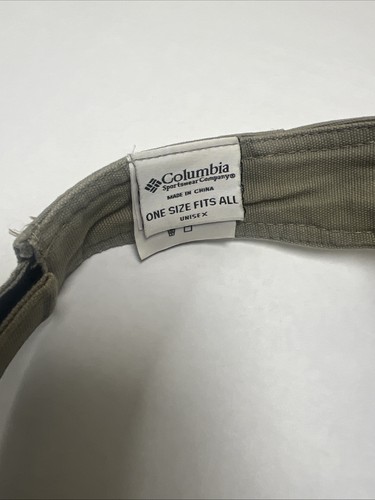 Columbia
Sportswear Company®
MADE IN CHINA
ONE SIZE FITS ALL
UNISEX